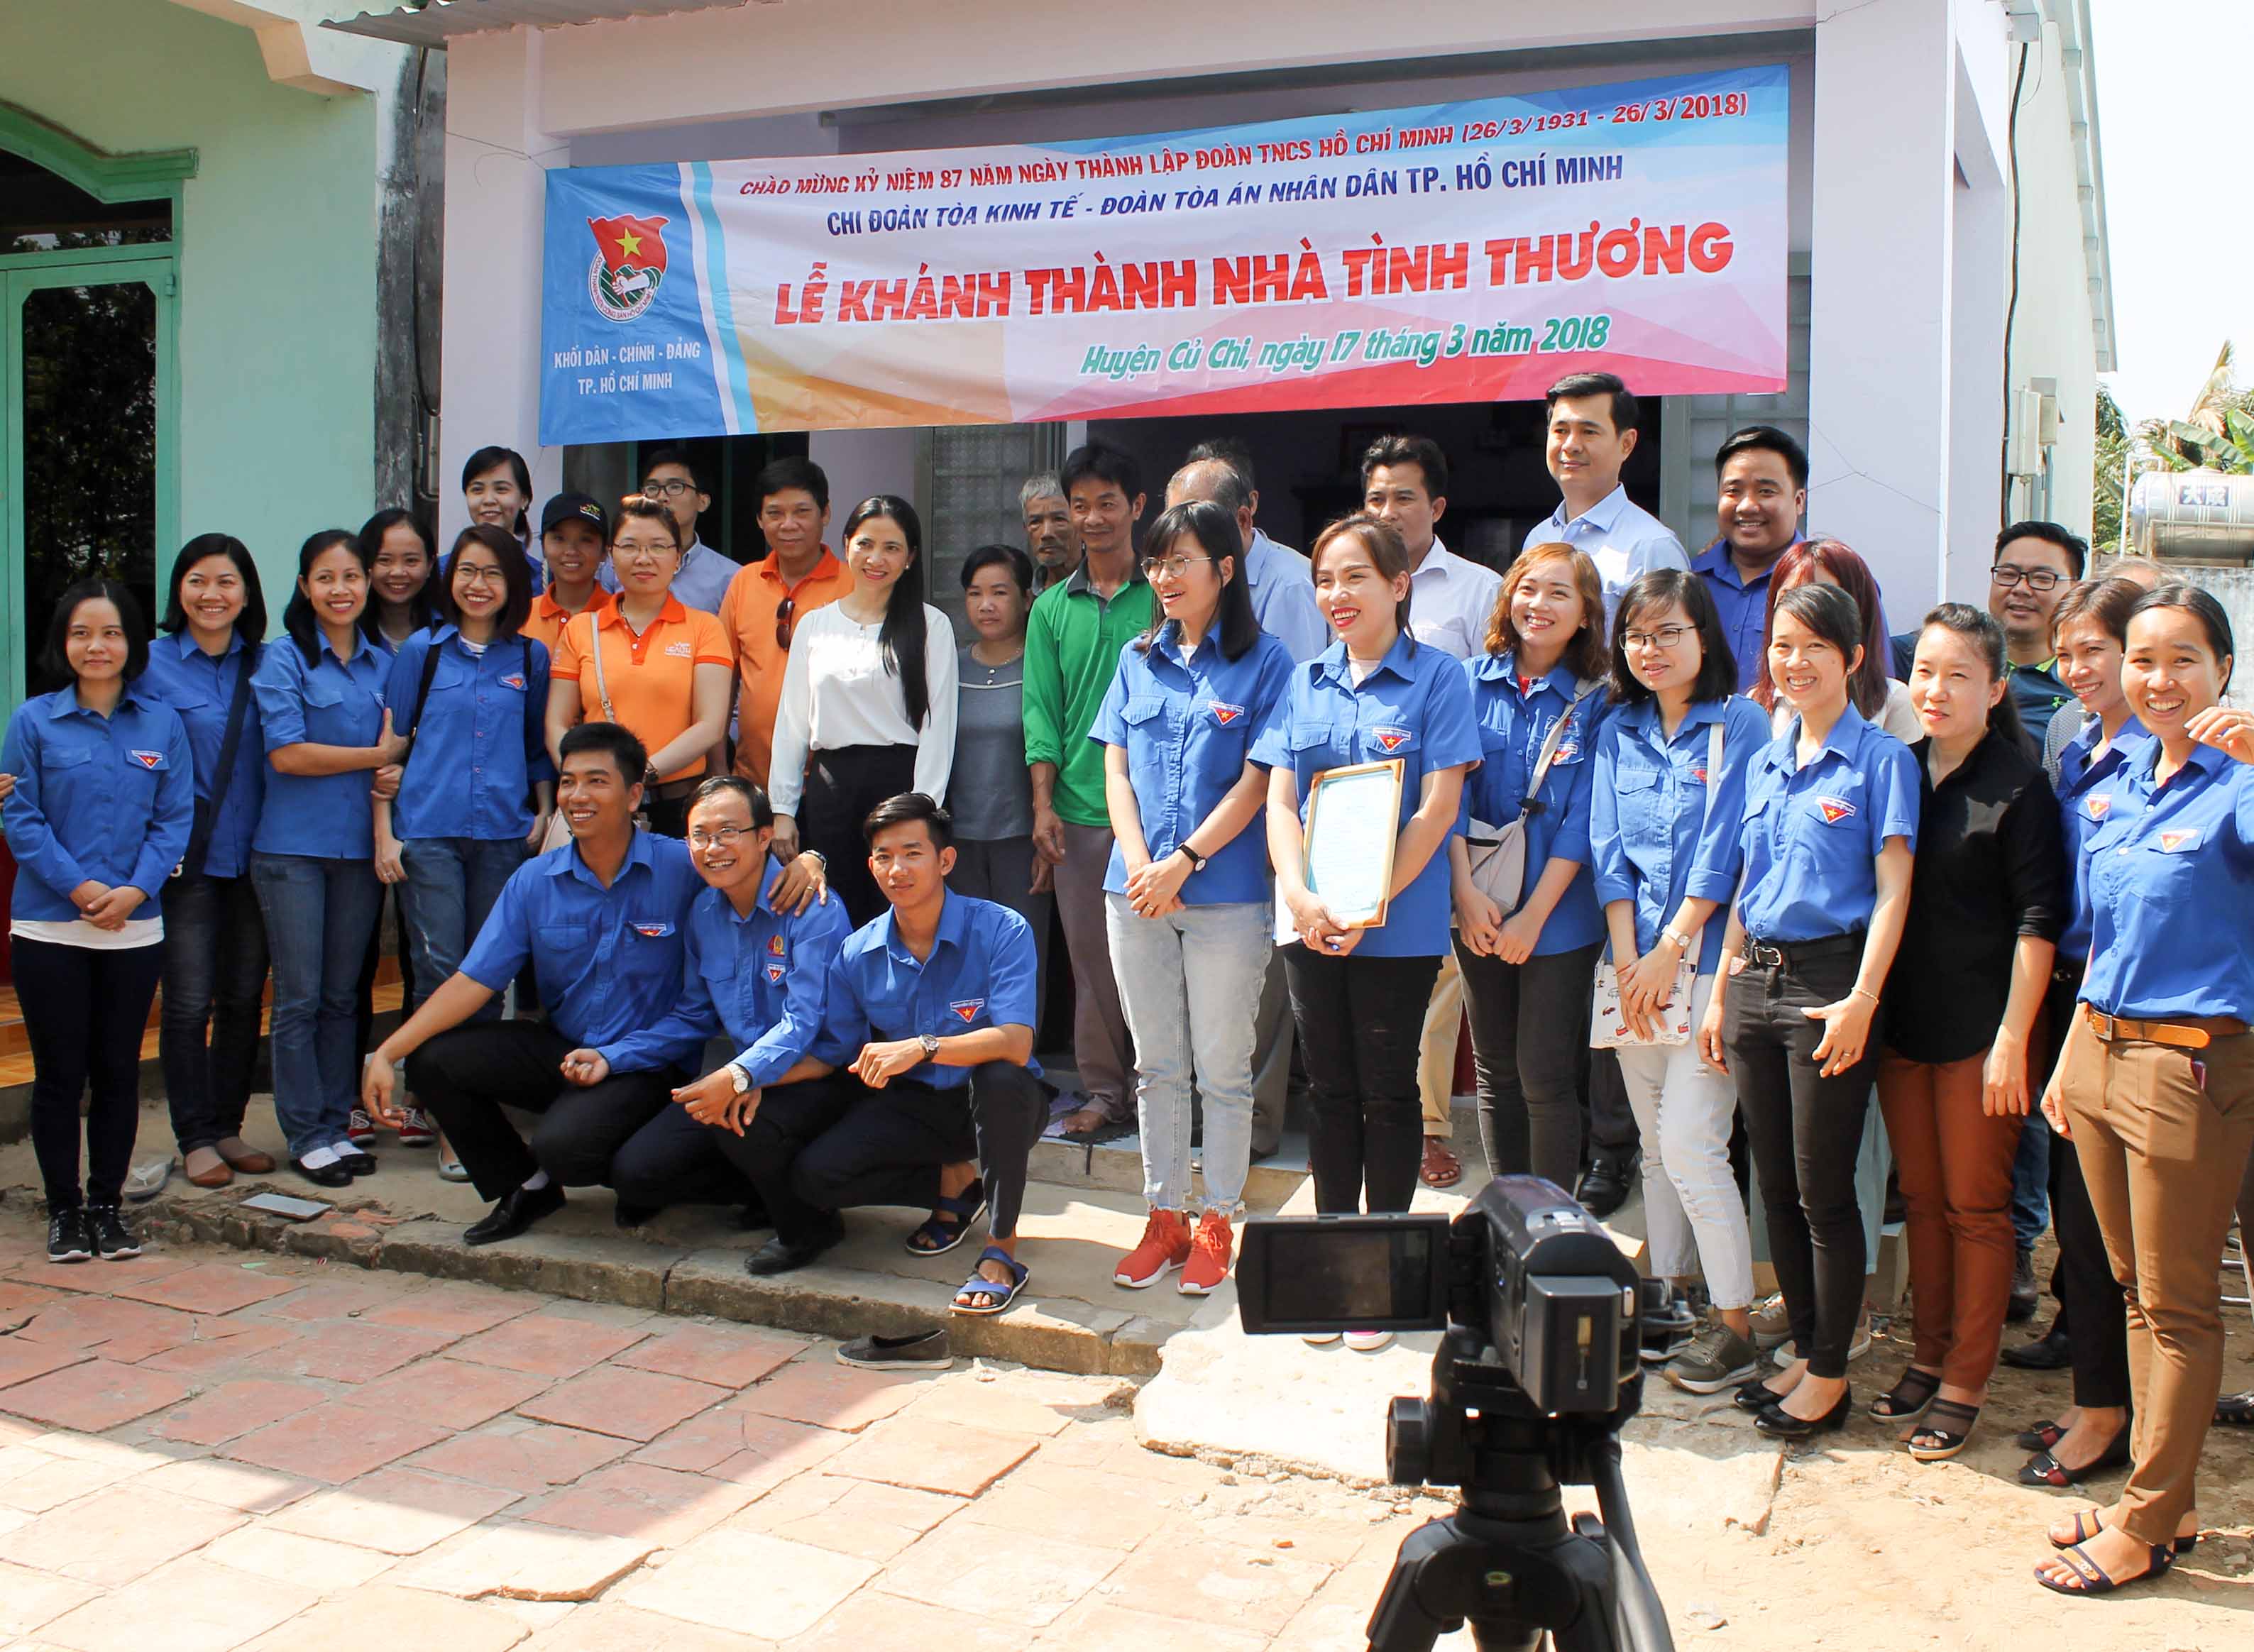 CHÀO MỪNG KỶ NIỆM 87 NĂM NGÀY THÀNH LẬP ĐOÀN TNCS HỒ CHÍ MINH (26/3/1931 - 26/3/2018)
CHI ĐOÀN TÒA KINH TẾ - ĐOÀN TÒA ÁN NHÂN DÂN TP. HỒ CHÍ MINH
LỄ KHÁNH THÀNH NHÀ TÌNH THƯƠNG
Huyện Củ Chi, ngày 17 tháng 3 năm 2018
KHỐI DÂN - CHÍNH - ĐẢNG
TP. HỒ CHÍ MINH